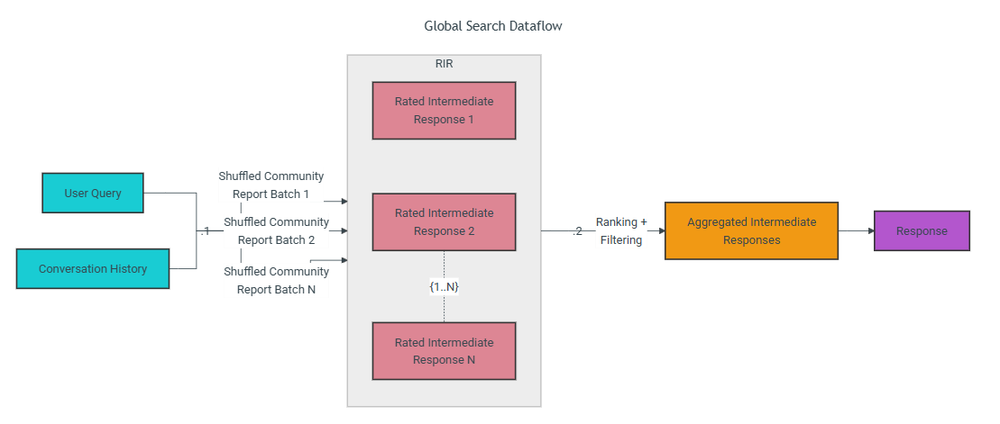 Global Search Dataflow
User Query
Conversation History
.1
Shuffled Community
Report Batch 1
Shuffled Community
Report Batch 2
Shuffled Community
Report Batch N
RIR
Rated Intermediate
Response 1
Rated Intermediate
Response 2
{1..N}
Rated Intermediate
Response N
.2
Ranking +
Filtering
Aggregated Intermediate
Responses
Response